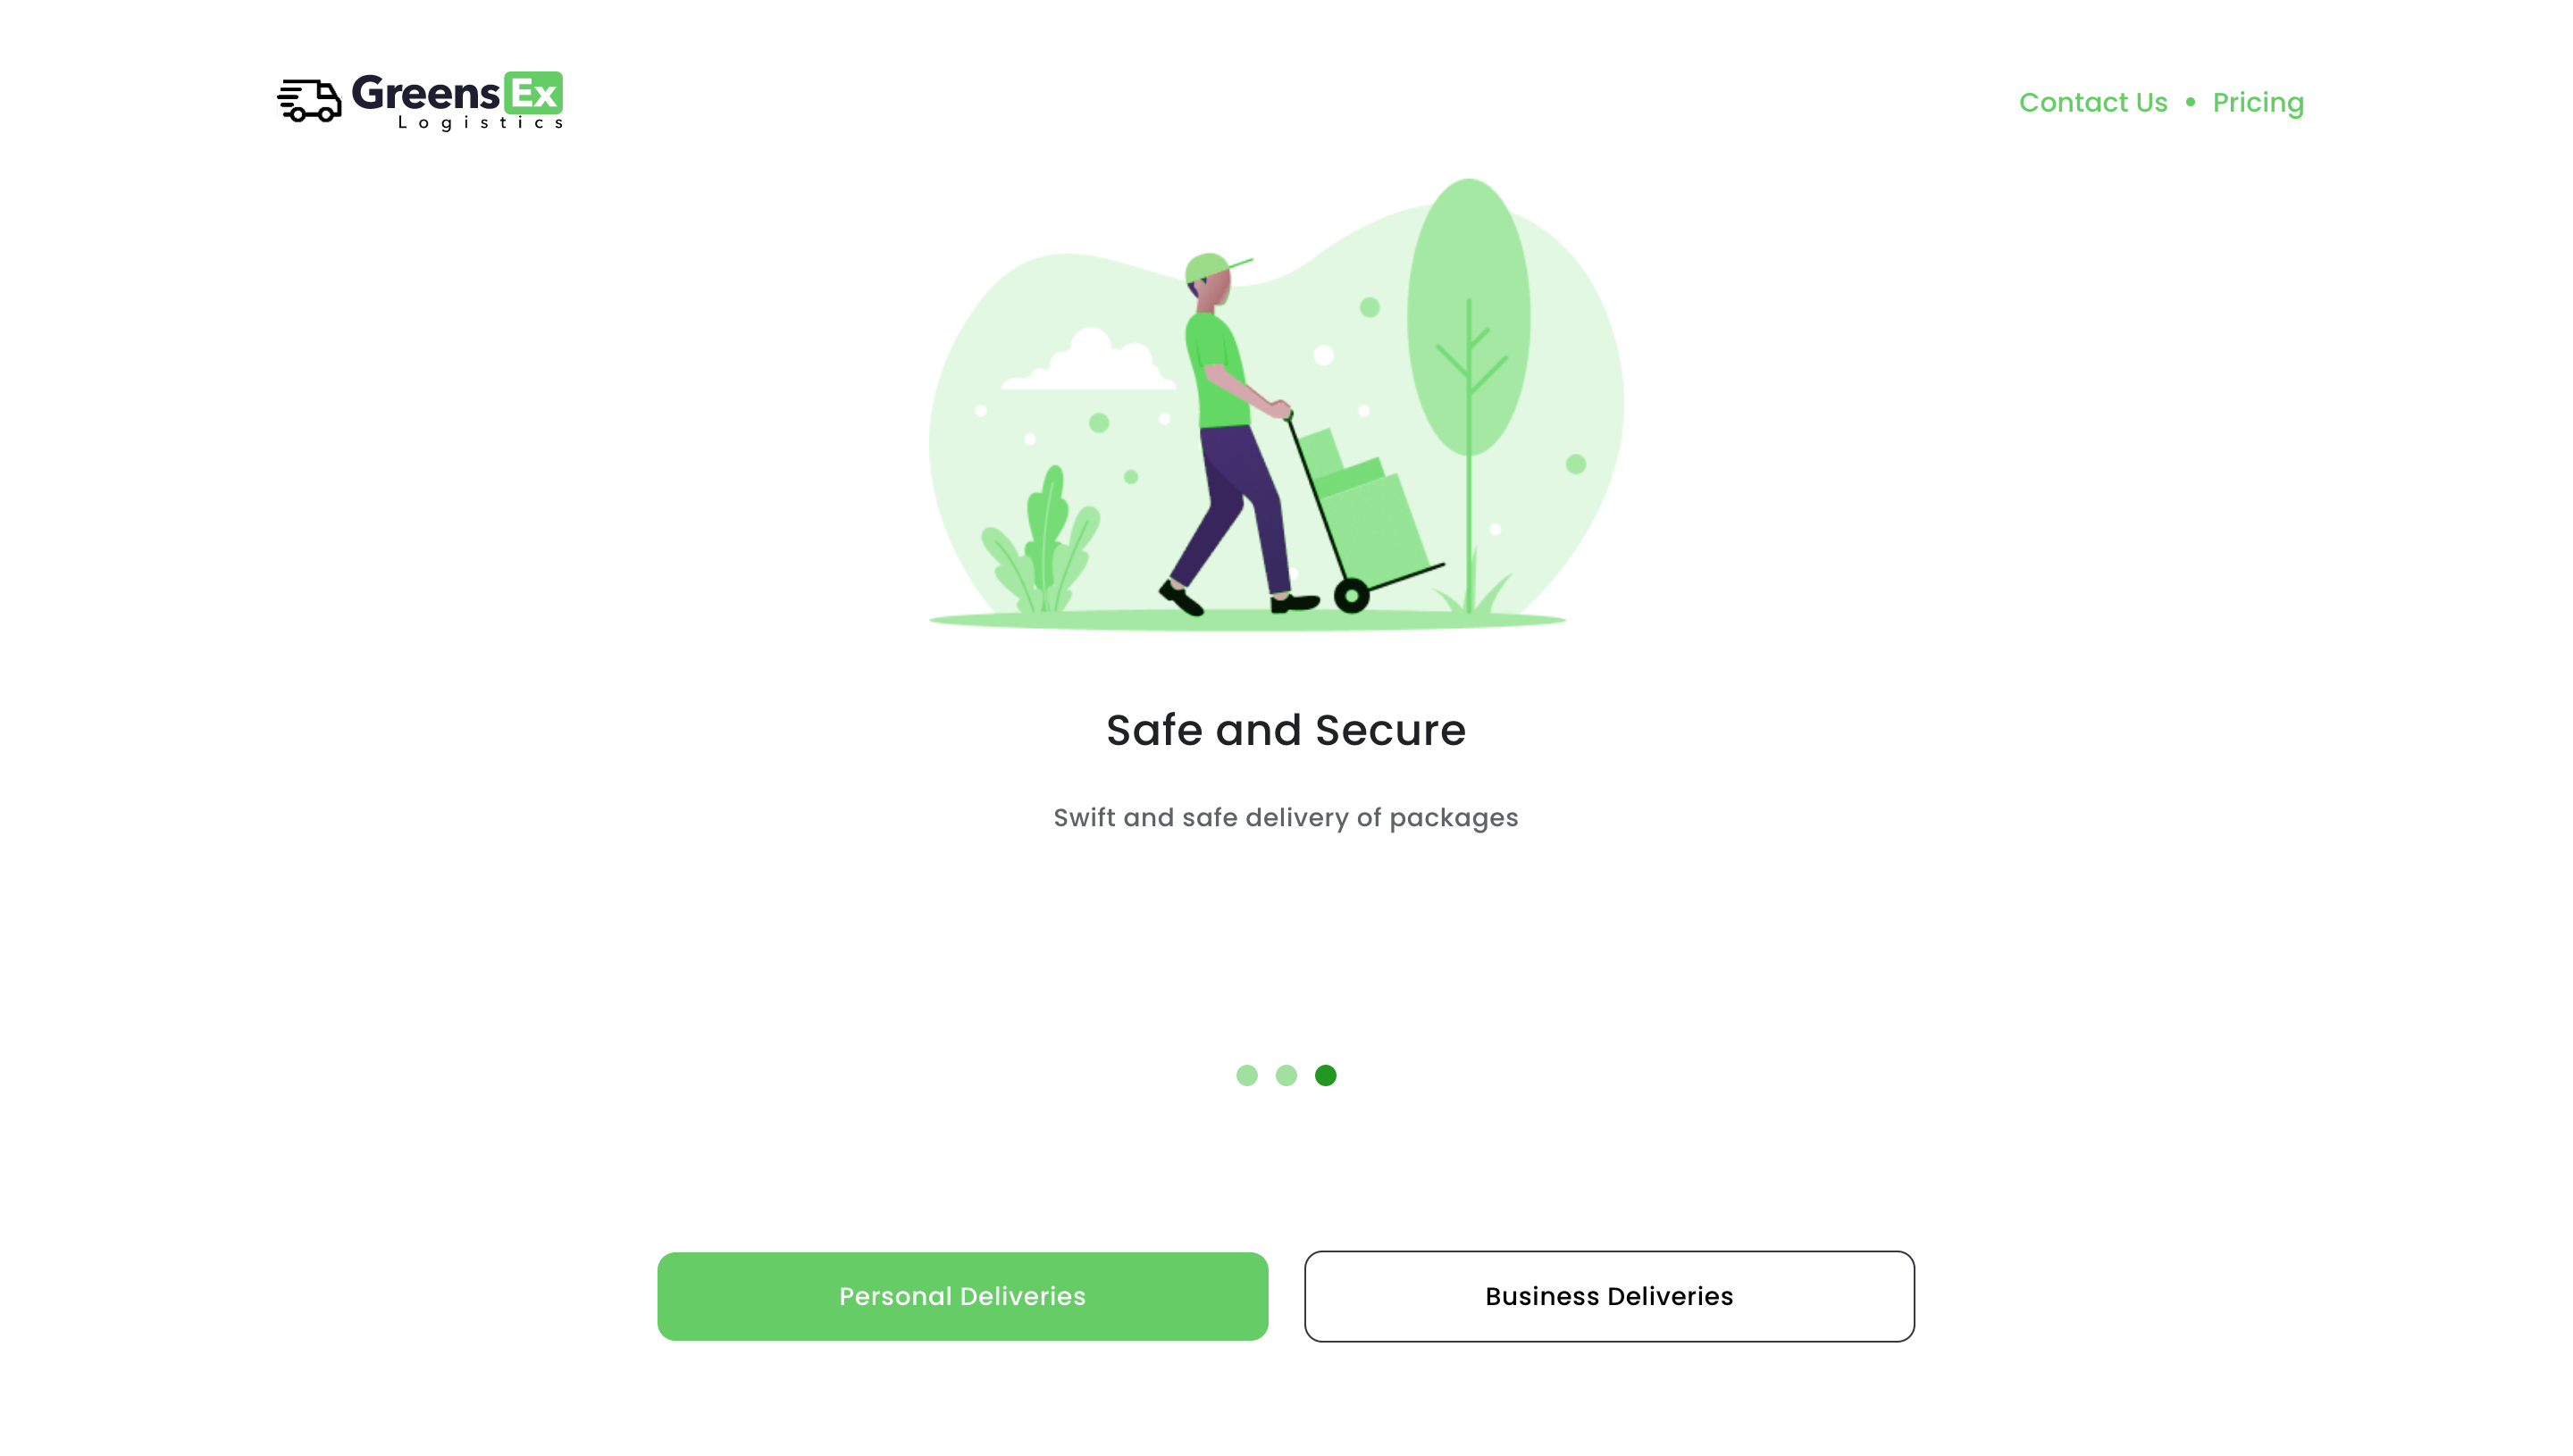 GreensEx
Logistics
Contact Us • Pricing
Safe and Secure
Swift and safe delivery of packages
Personal Deliveries
Business Deliveries